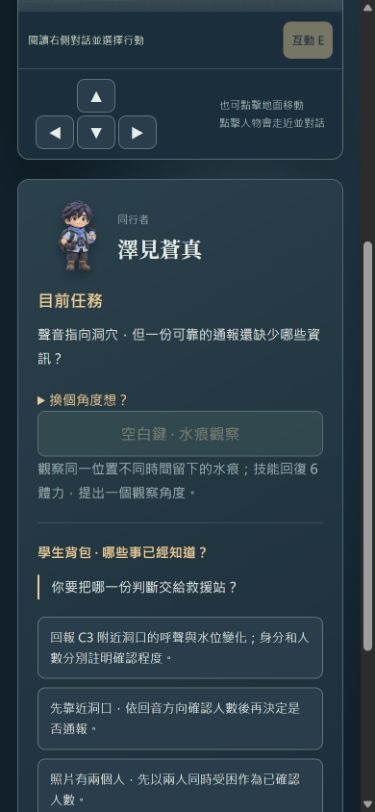 閱讀右側對話並選擇行動
互動 E
▲
◀ ▼ ▶
也可點擊地面移動
點擊人物會走近並對話
同行者
澤見蒼真
目前任務
聲音指向洞穴，但一份可靠的通報還缺少哪些資
訊？
▶ 換個角度想？
空白鍵 · 水痕觀察
觀察同一位置不同時間留下的水痕；技能回復 6
體力，提出一個觀察角度。
學生背包 · 哪些事已經知道？
你要把哪一份判斷交給救援站？
回報 C3 附近洞口的呼聲與水位變化；身分和人
數分別註明確認程度。
先靠近洞口，依回音方向確認人數後再決定是
否通報。
照片有兩個人，先以兩人同時受困作為已確認
人數。